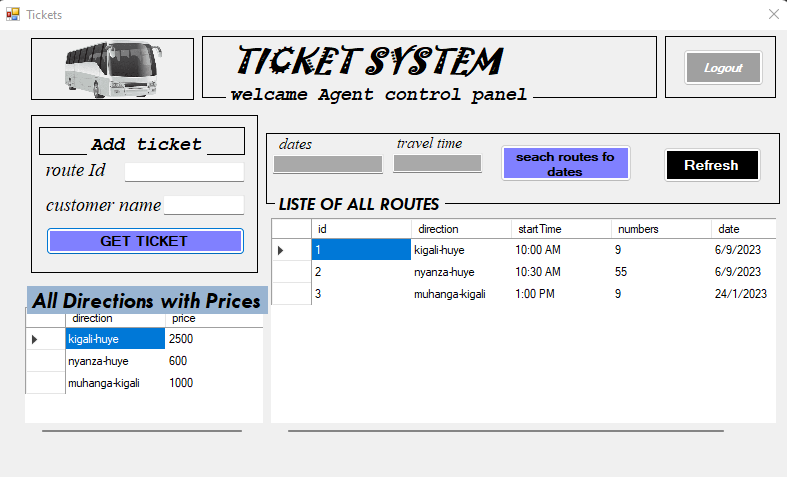 Tickets
TICKET SYSTEM
welcame Agent control panel
Logout
Add ticket
route Id
customer name
GET TICKET
dates
travel time
seach routes fo
dates
Refresh
LISTE OF ALL ROUTES
id direction startTime numbers date
1 kigali-huye 10:00 AM 9 6/9/2023
2 nyanza-huye 10:30 AM 55 6/9/2023
3 muhanga-kigali 1:00 PM 9 24/1/2023
All Directions with Prices
direction price
kigali-huye 2500
nyanza-huye 600
muhanga-kigali 1000